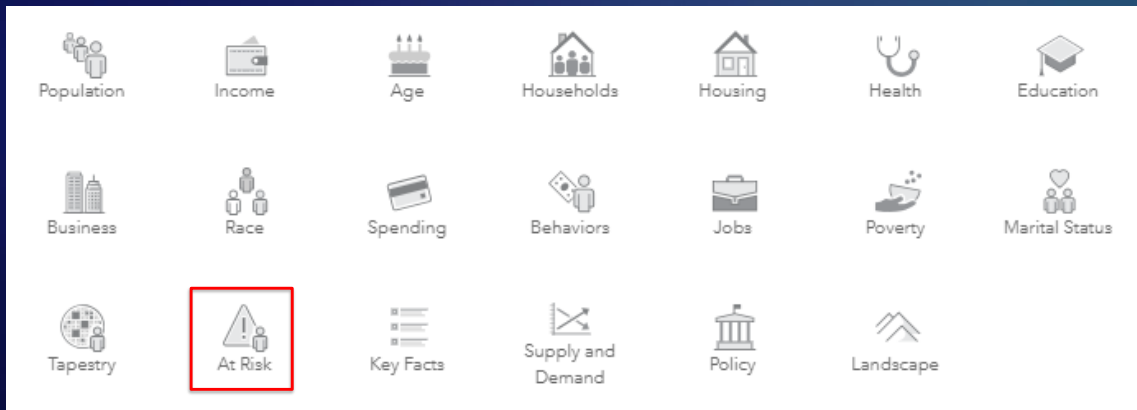 Population
Income
Age
Households
Housing
Health
Education
Business
Race
Spending
Behaviors
Jobs
Poverty
Marital Status
Tapestry
At Risk
Key Facts
Supply and
Demand
Policy
Landscape